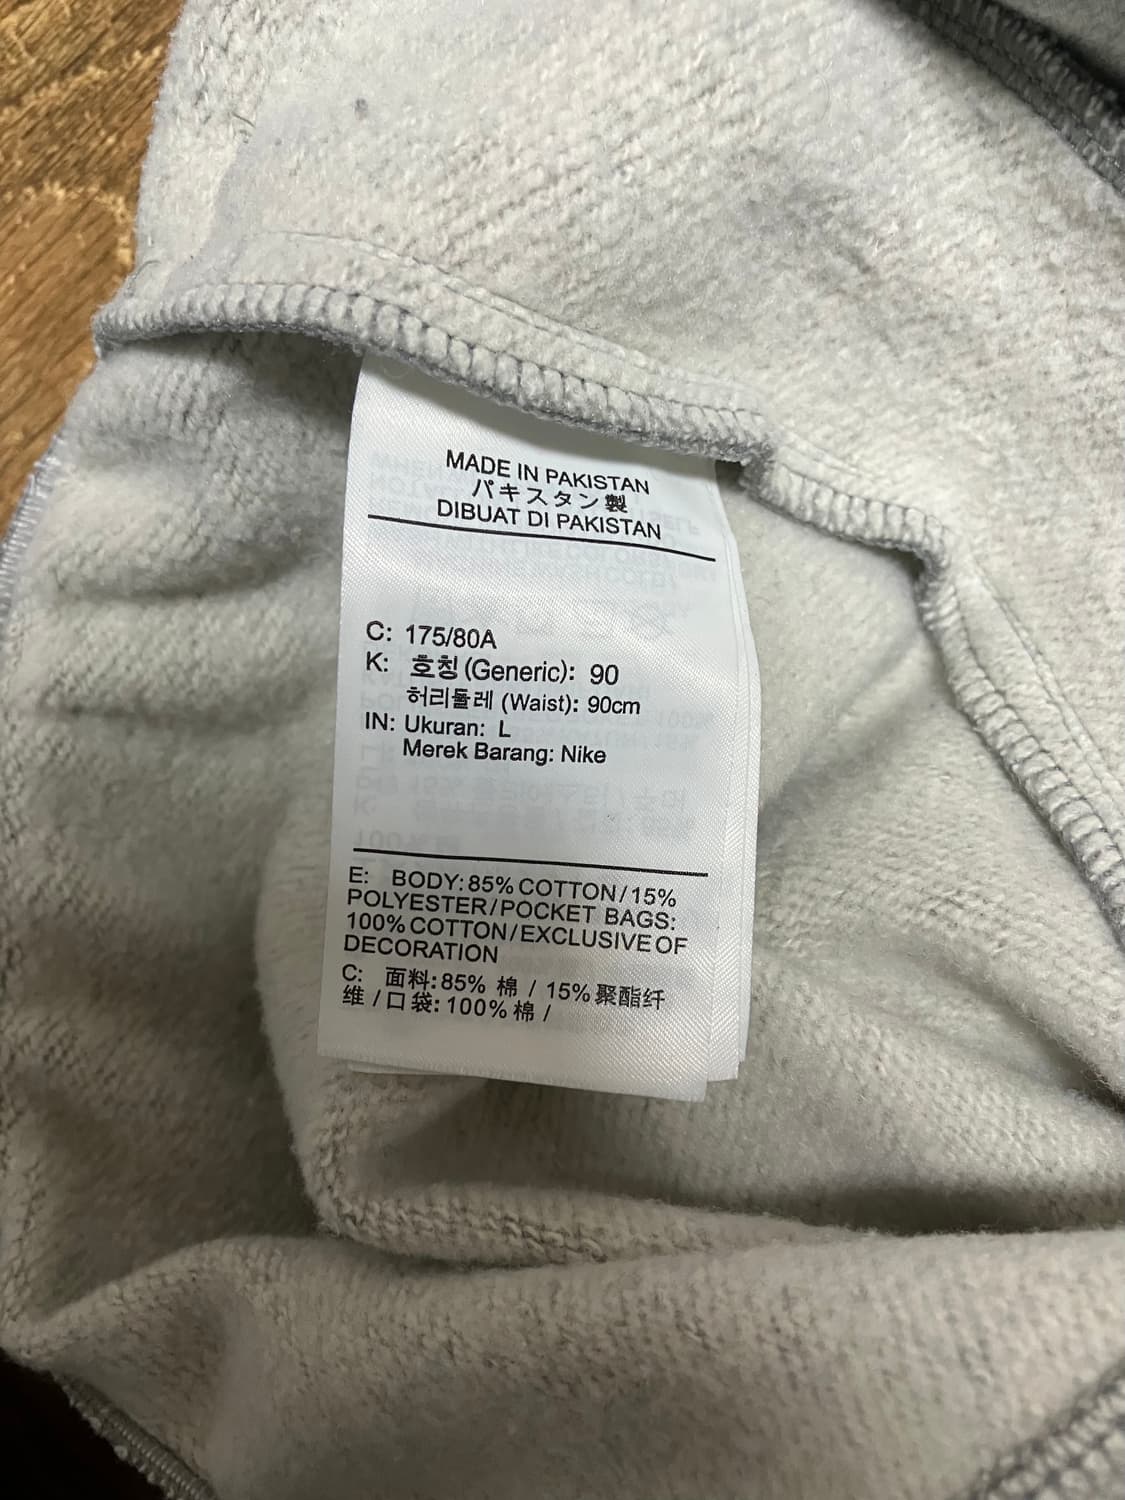 MADE IN PAKISTAN
パキスタン製
DIBUAT DI PAKISTAN
C: 175/80A
K: 호칭 (Generic): 90
허리둘레 (Waist): 90cm
IN: Ukuran: L
Merek Barang: Nike
E: BODY: 85% COTTON/15%
POLYESTER/POCKET BAGS:
100% COTTON/EXCLUSIVE OF
DECORATION
C: 面料: 85% 棉 / 15% 聚酯纤
维 / 口袋: 100% 棉 /